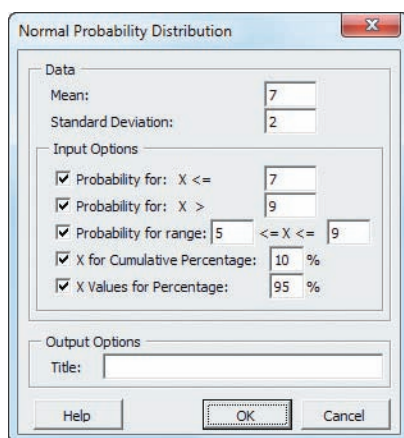 Normal Probability Distribution
Data
Mean: 7
Standard Deviation: 2
Input Options
Probability for: X <= 7
Probability for: X > 9
Probability for range: 5 <= X <= 9
X for Cumulative Percentage: 10 %
X Values for Percentage: 95 %
Output Options
Title:
Help OK Cancel